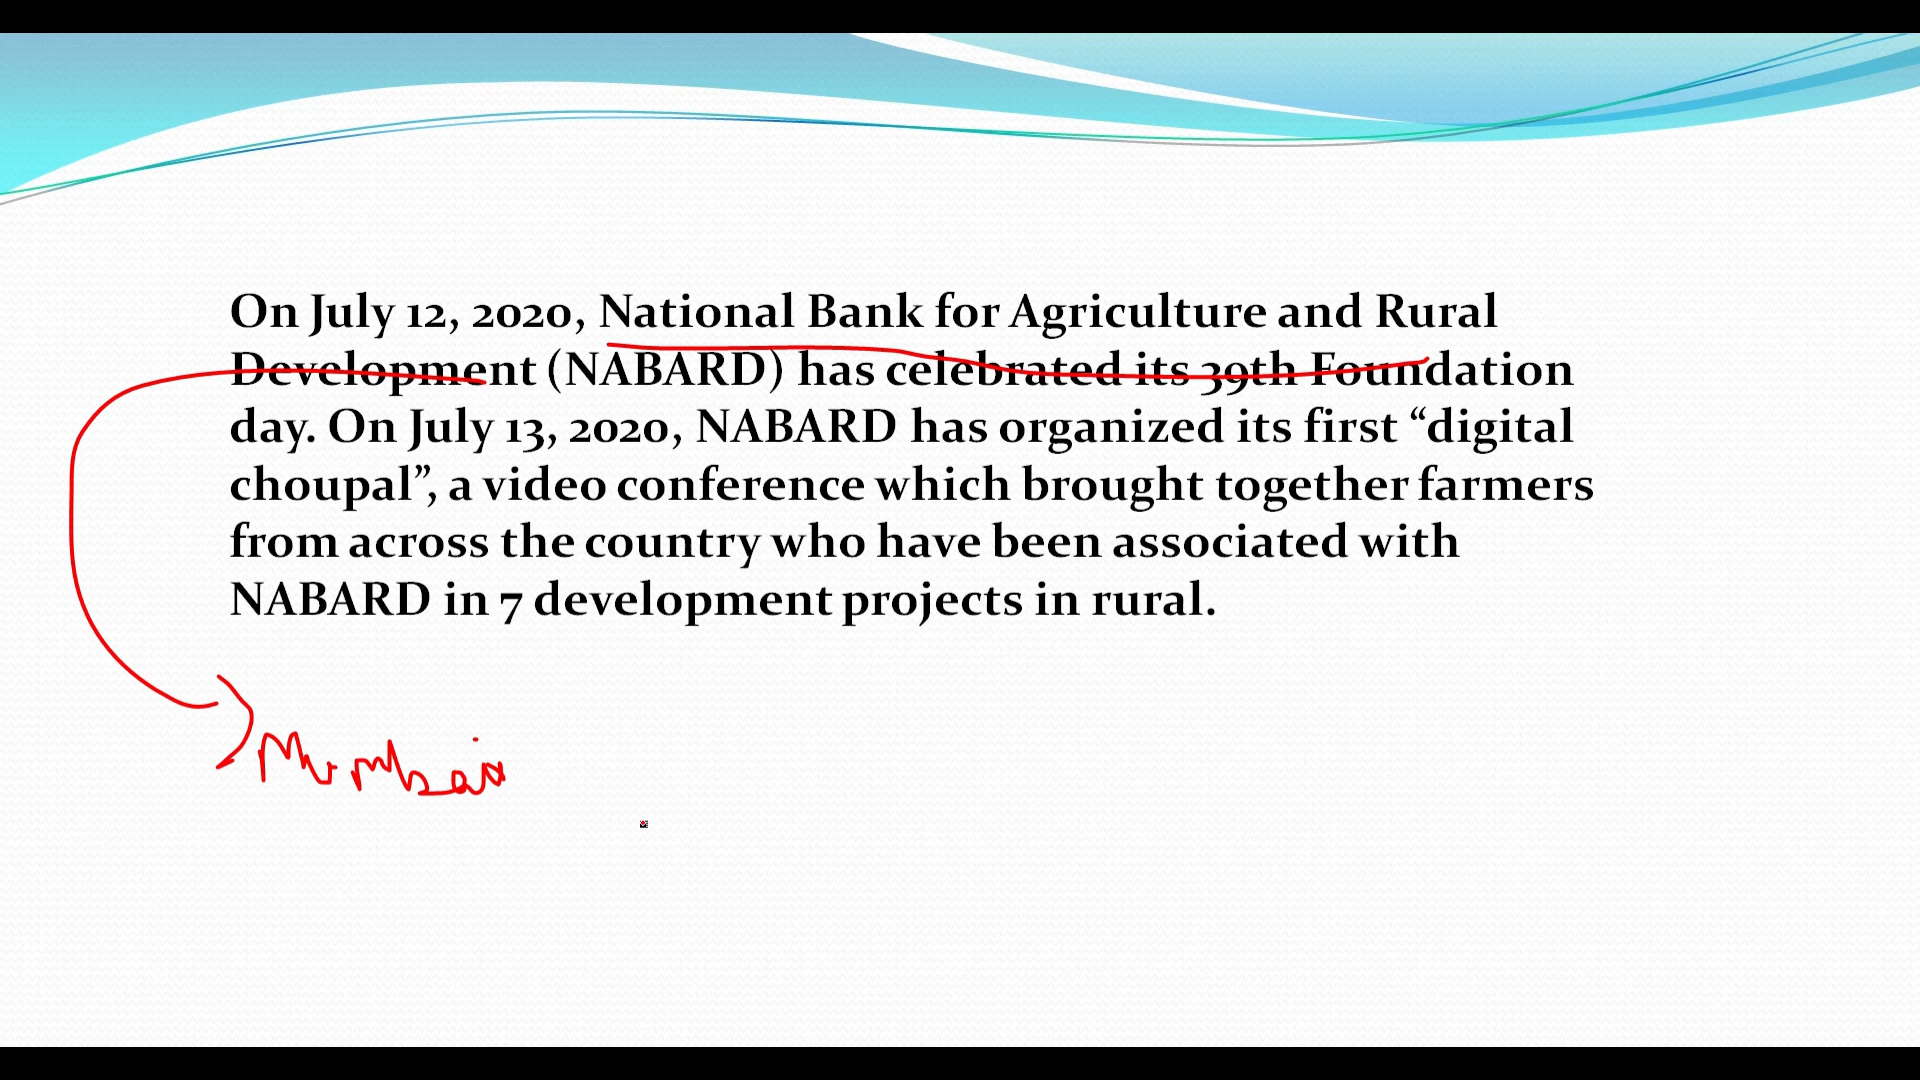 On July 12, 2020, National Bank for Agriculture and Rural
Development (NABARD) has celebrated its 39th Foundation
day. On July 13, 2020, NABARD has organized its first “digital
choupal”, a video conference which brought together farmers
from across the country who have been associated with
NABARD in 7 development projects in rural.
Mumbai